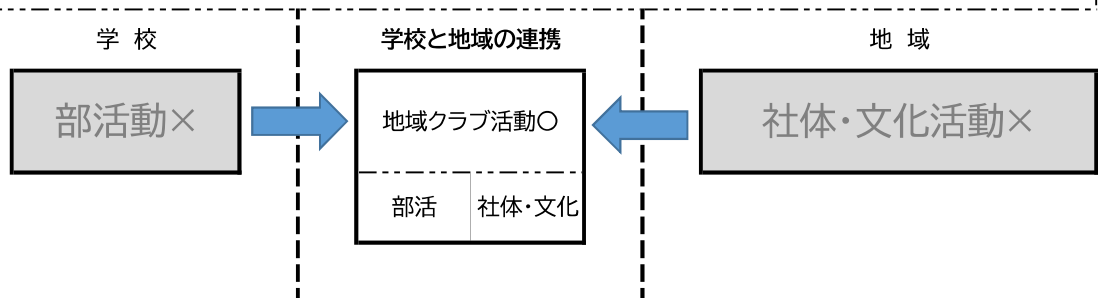 学 校
学校と地域の連携
地 域
部活動×
地域クラブ活動〇
社体・文化活動×
部活
社体・文化